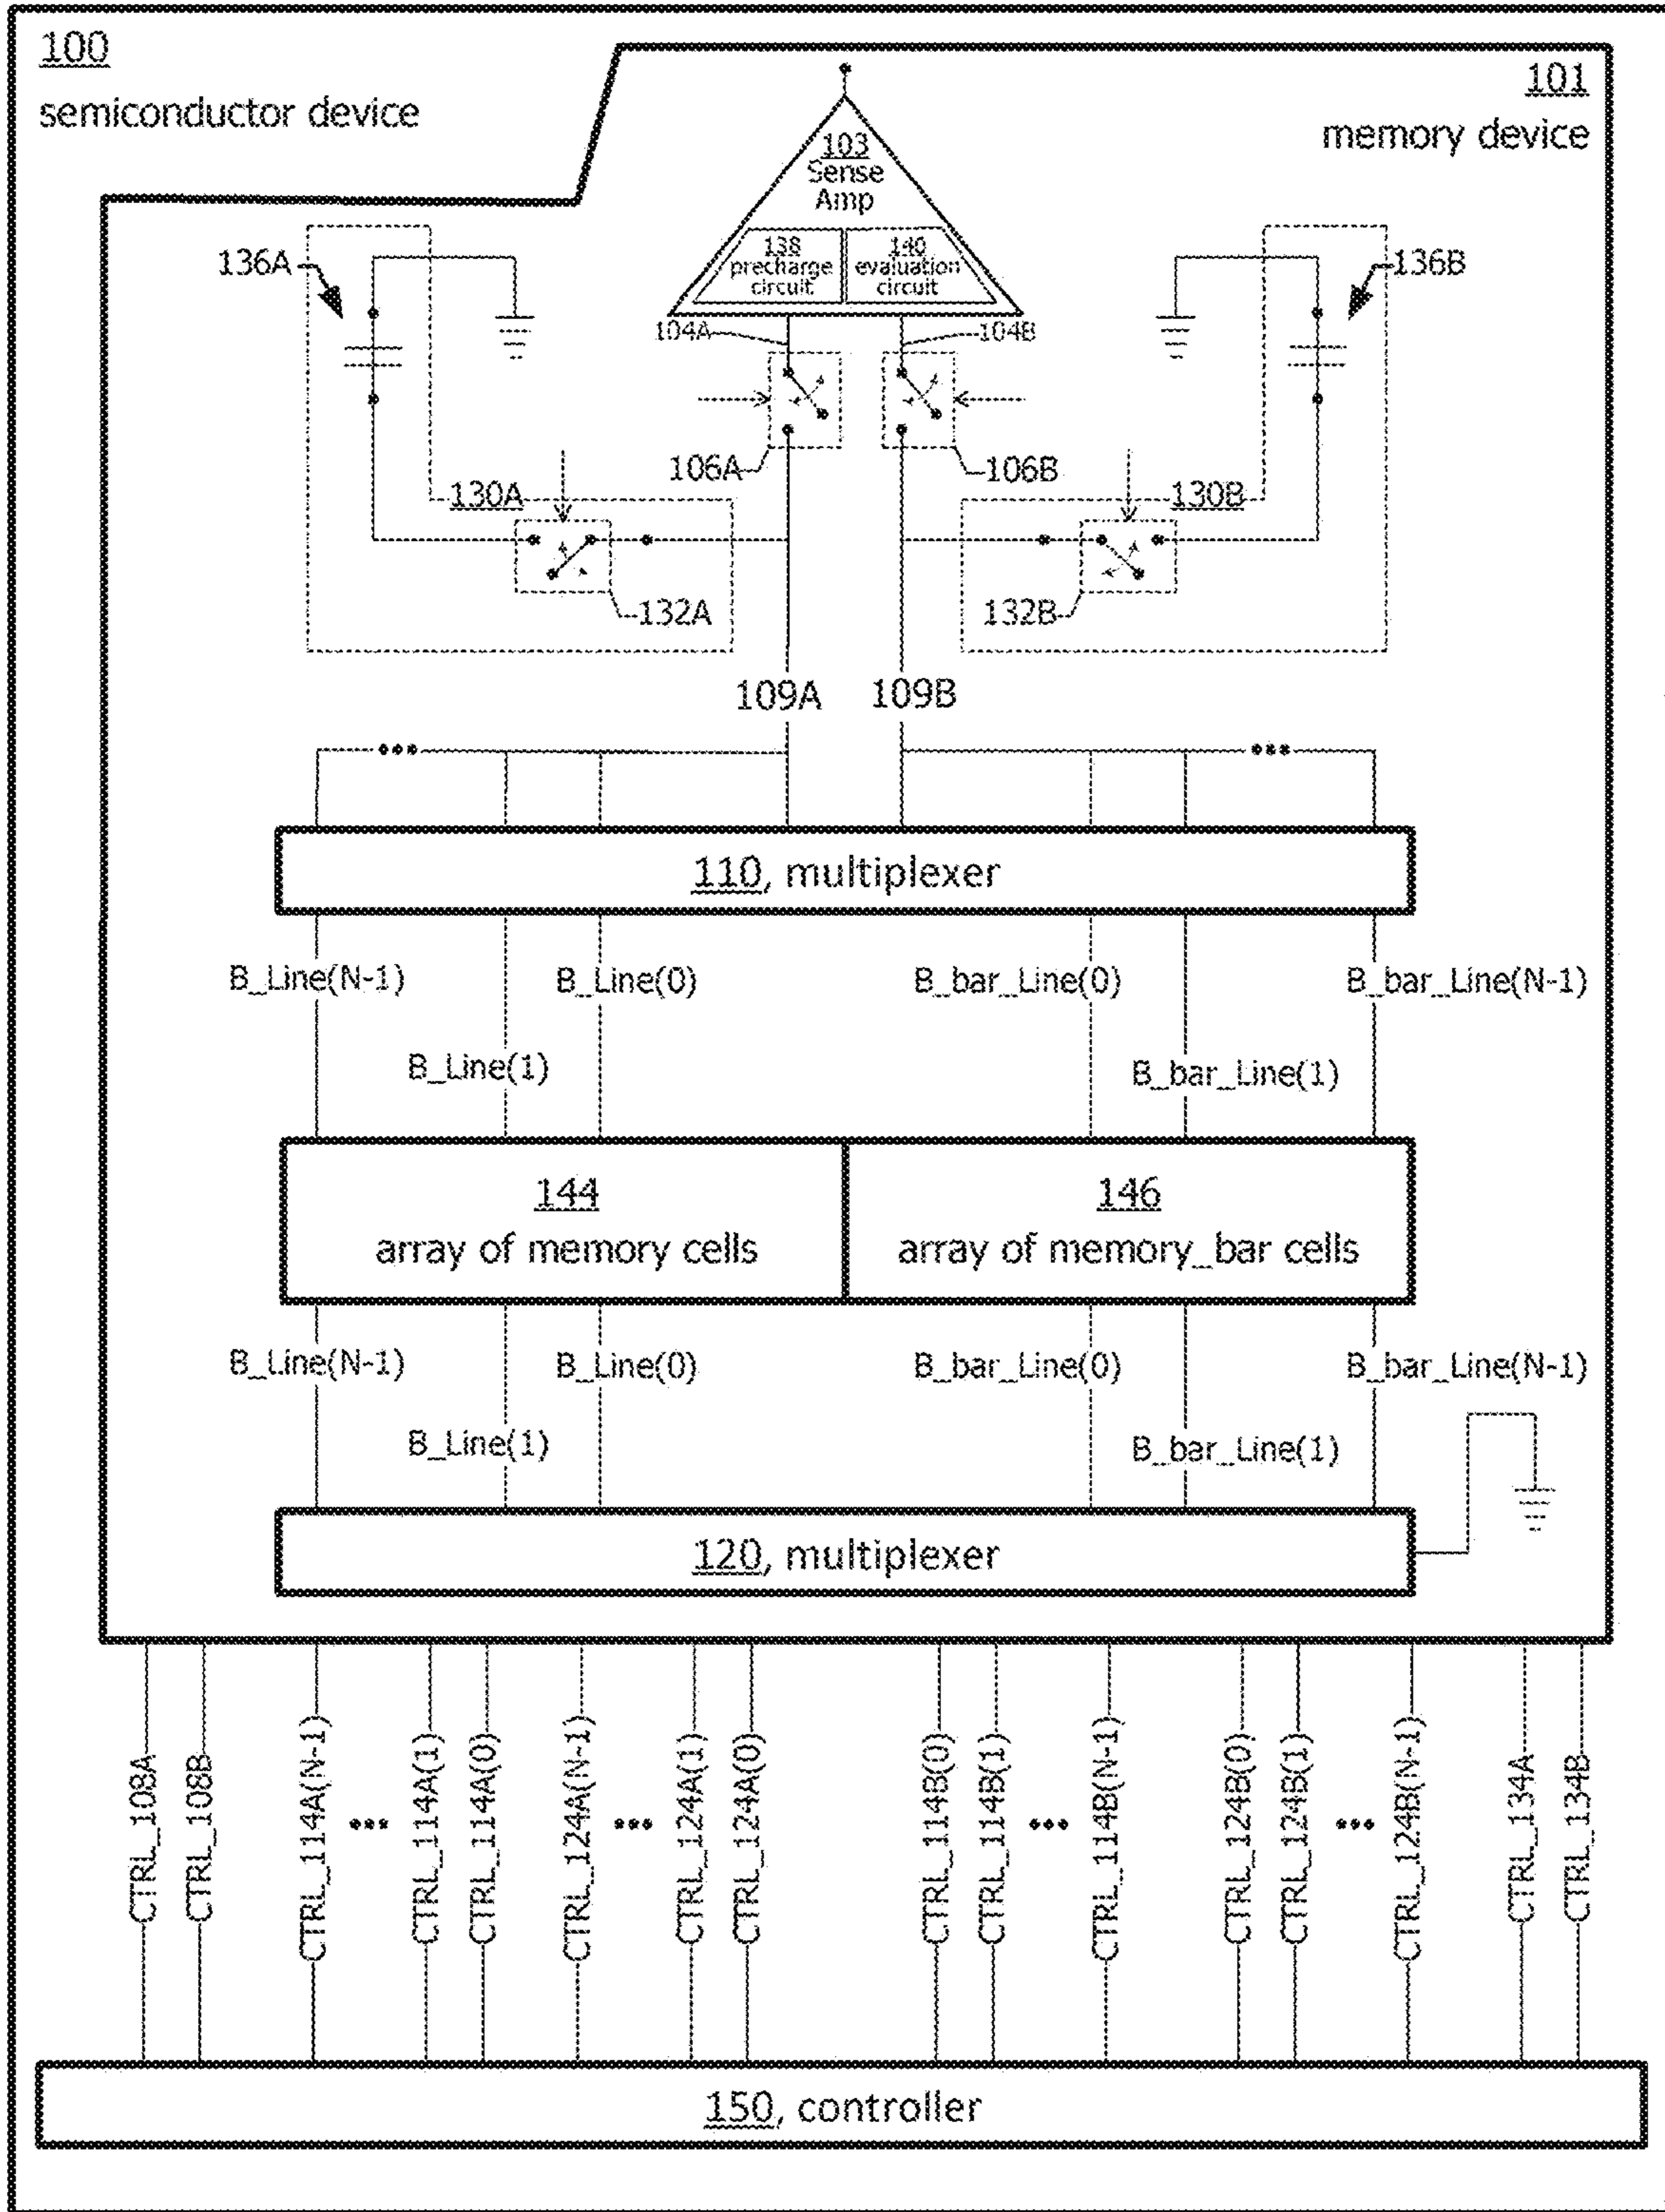 100
semiconductor device
101
memory device
103
Sense
Amp
138
precharge
circuit
140
evaluation
circuit
136A
136B
104A
104B
106A
106B
130A
130B
132A
132B
109A
109B
110, multiplexer
B_Line(N-1)
B_Line(0)
B_bar_Line(0)
B_bar_Line(N-1)
B_Line(1)
B_bar_Line(1)
144
array of memory cells
146
array of memory_bar cells
B_Line(N-1)
B_Line(0)
B_bar_Line(0)
B_bar_Line(N-1)
B_Line(1)
B_bar_Line(1)
120, multiplexer
CTRL_108A
CTRL_108B
CTRL_114A(N-1)
CTRL_114A(1)
CTRL_114A(0)
CTRL_124A(N-1)
CTRL_124A(1)
CTRL_124A(0)
CTRL_114B(0)
CTRL_114B(1)
CTRL_114B(N-1)
CTRL_124B(0)
CTRL_124B(1)
CTRL_124B(N-1)
CTRL_134A
CTRL_134B
150, controller